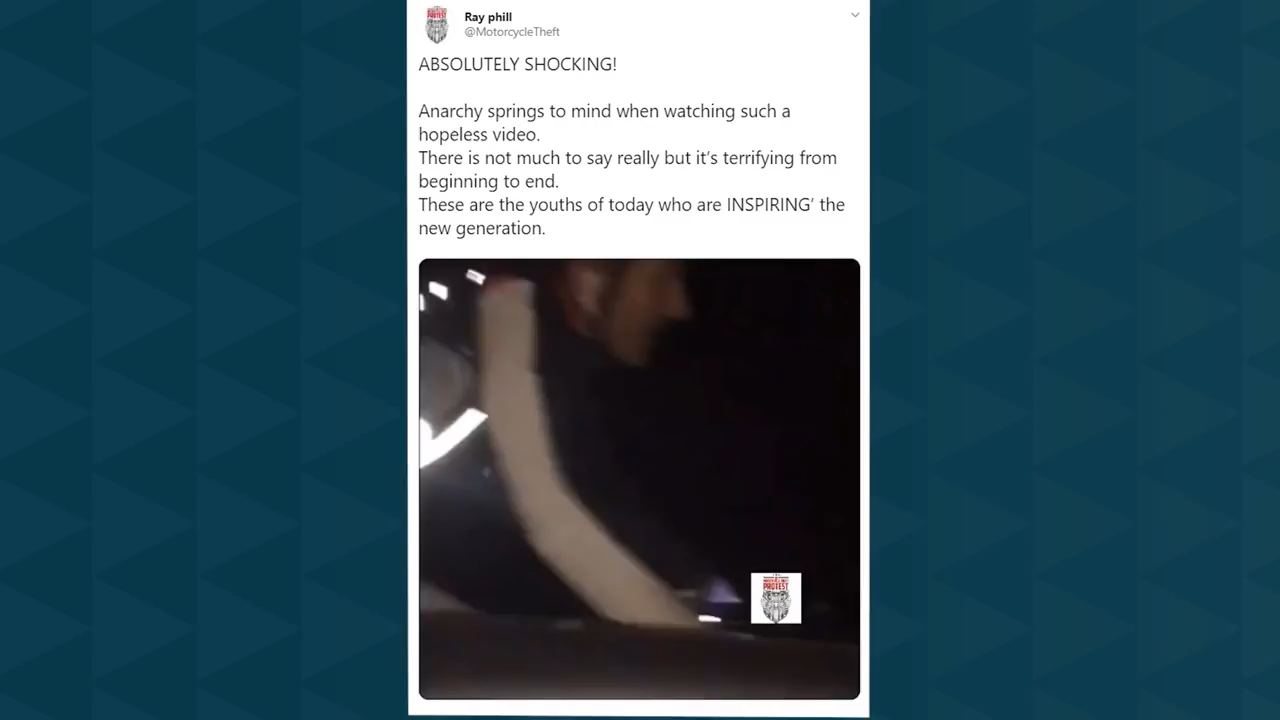 Ray phill
@MotorcycleTheft
ABSOLUTELY SHOCKING!
Anarchy springs to mind when watching such a
hopeless video.
There is not much to say really but it’s terrifying from
beginning to end.
These are the youths of today who are INSPIRING’ the
new generation.
PROTEST